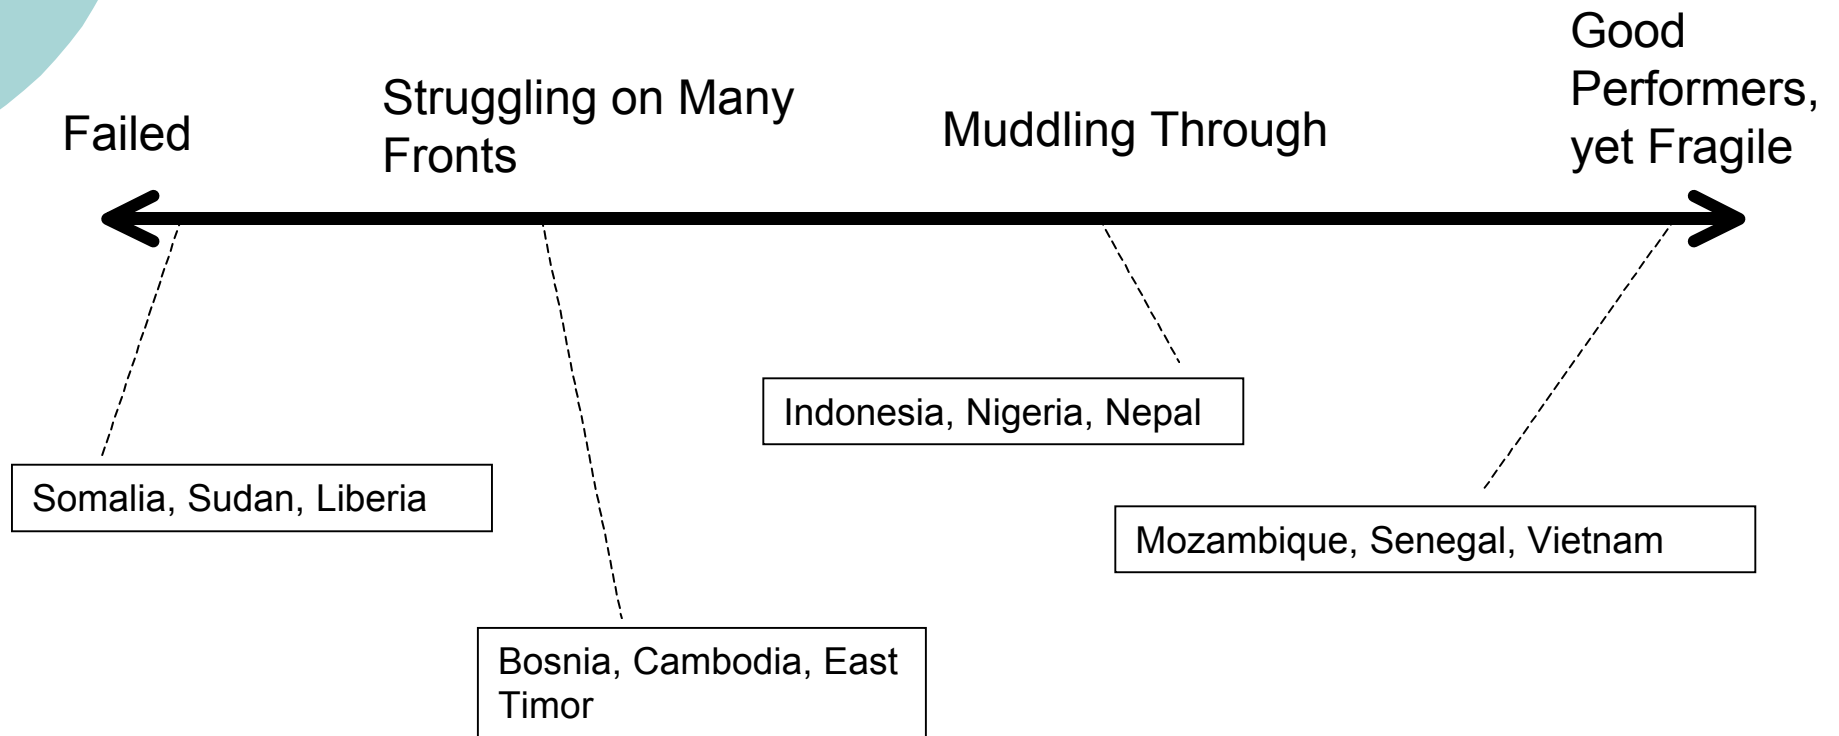 Failed
Struggling on Many
Fronts
Muddling Through
Good
Performers,
yet Fragile
Somalia, Sudan, Liberia
Bosnia, Cambodia, East
Timor
Indonesia, Nigeria, Nepal
Mozambique, Senegal, Vietnam